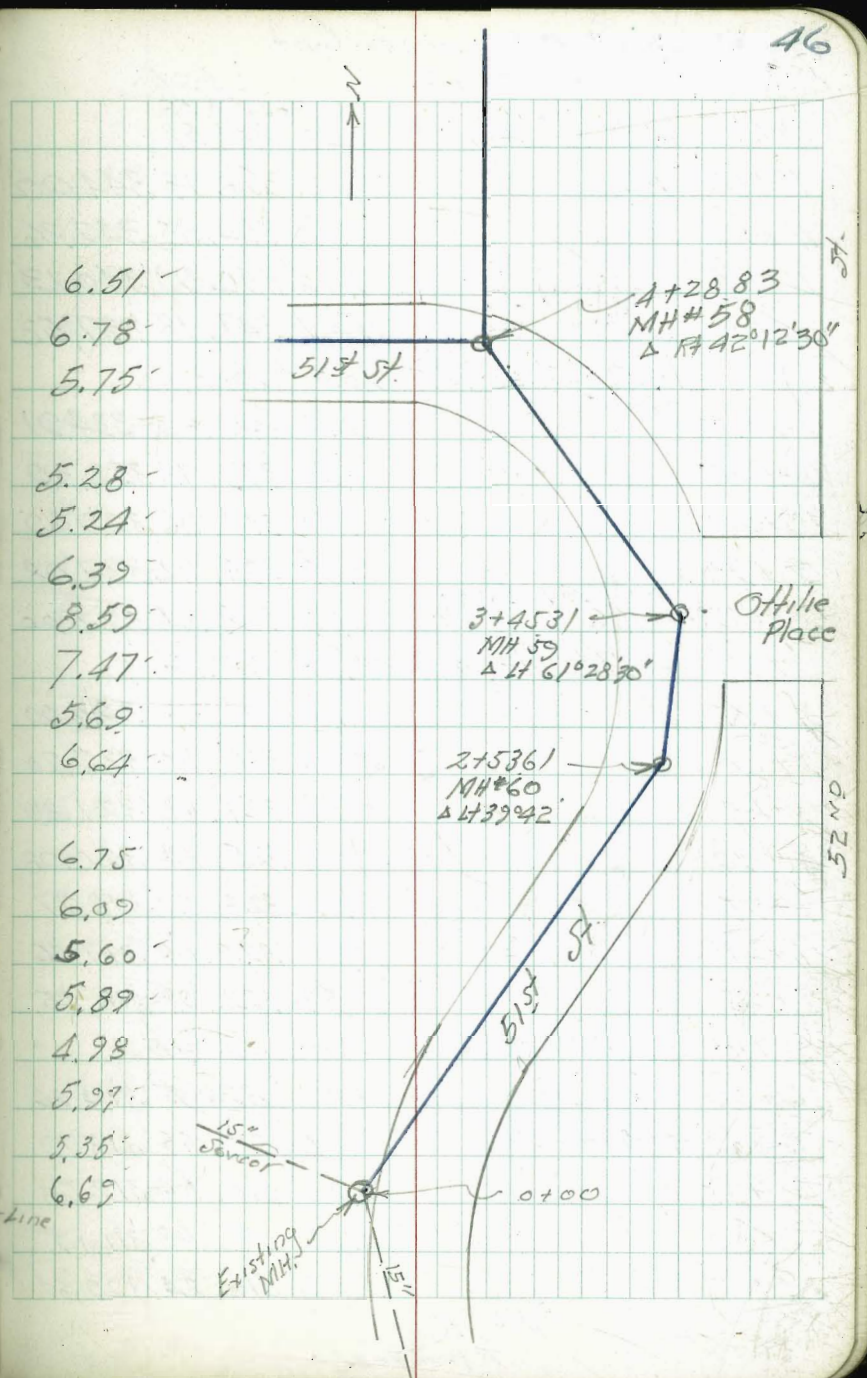 46
N
6.51
6.78
5.75
5.28
5.24
6.39
8.59
7.47
5.69
6.64
6.75
6.09
5.60
5.89
4.98
5.97
5.35
6.69
Line
4+28.83
MH# 58
Δ Rt 42°12'30"
St.
51st St.
Ottilie
Place
3+4531
MH 59
Δ Lt 61°28'30"
2+5361
MH#60
Δ Lt 39°42'
52ND
51st St
15"
Sewer
0+00
Existing
MH.
15"